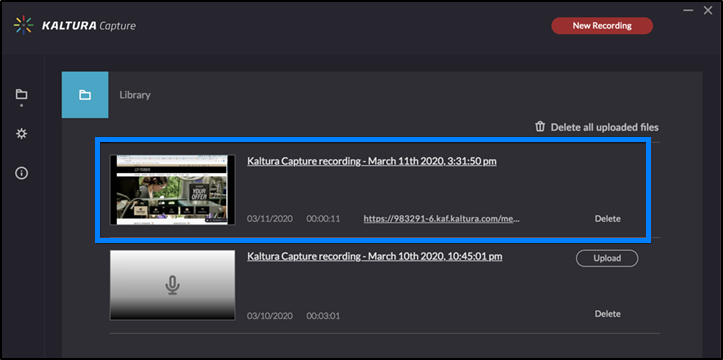 KALTURA Capture
New Recording
Library
Delete all uploaded files
Kaltura Capture recording - March 11th 2020, 3:31:50 pm
YOUR
OFFER
03/11/2020 00:00:11 https://983291-6.kaf.kaltura.com/me... Delete
Kaltura Capture recording - March 10th 2020, 10:45:01 pm
Upload
03/10/2020 00:03:01 Delete